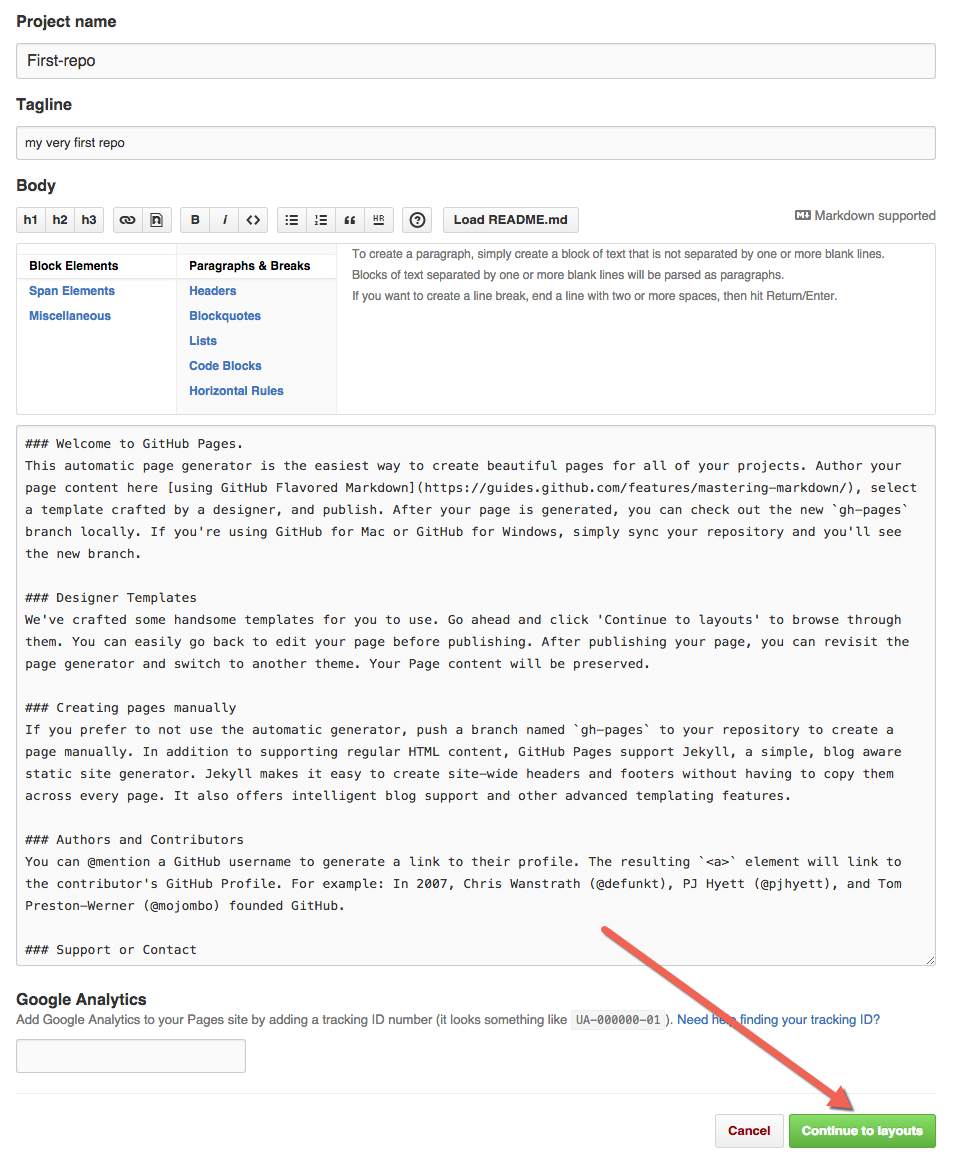 Project name
First-repo
Tagline
my very first repo
Body
h1 h2 h3 B i <> “ HR ? Load README.md Markdown supported
Block Elements
Span Elements
Miscellaneous
Paragraphs & Breaks
Headers
Blockquotes
Lists
Code Blocks
Horizontal Rules
To create a paragraph, simply create a block of text that is not separated by one or more blank lines.
Blocks of text separated by one or more blank lines will be parsed as paragraphs.
If you want to create a line break, end a line with two or more spaces, then hit Return/Enter.
### Welcome to GitHub Pages.
This automatic page generator is the easiest way to create beautiful pages for all of your projects. Author your
page content here [using GitHub Flavored Markdown](https://guides.github.com/features/mastering-markdown/), select
a template crafted by a designer, and publish. After your page is generated, you can check out the new `gh-pages`
branch locally. If you're using GitHub for Mac or GitHub for Windows, simply sync your repository and you'll see
the new branch.
### Designer Templates
We've crafted some handsome templates for you to use. Go ahead and click 'Continue to layouts' to browse through
them. You can easily go back to edit your page before publishing. After publishing your page, you can revisit the
page generator and switch to another theme. Your Page content will be preserved.
### Creating pages manually
If you prefer to not use the automatic generator, push a branch named `gh-pages` to your repository to create a
page manually. In addition to supporting regular HTML content, GitHub Pages support Jekyll, a simple, blog aware
static site generator. Jekyll makes it easy to create site-wide headers and footers without having to copy them
across every page. It also offers intelligent blog support and other advanced templating features.
### Authors and Contributors
You can @mention a GitHub username to generate a link to their profile. The resulting `<a>` element will link to
the contributor's GitHub Profile. For example: In 2007, Chris Wanstrath (@defunkt), PJ Hyett (@pjhyett), and Tom
Preston-Werner (@mojombo) founded GitHub.
### Support or Contact
Google Analytics
Add Google Analytics to your Pages site by adding a tracking ID number (it looks something like UA-000000-01 ). Need help finding your tracking ID?
Cancel Continue to layouts